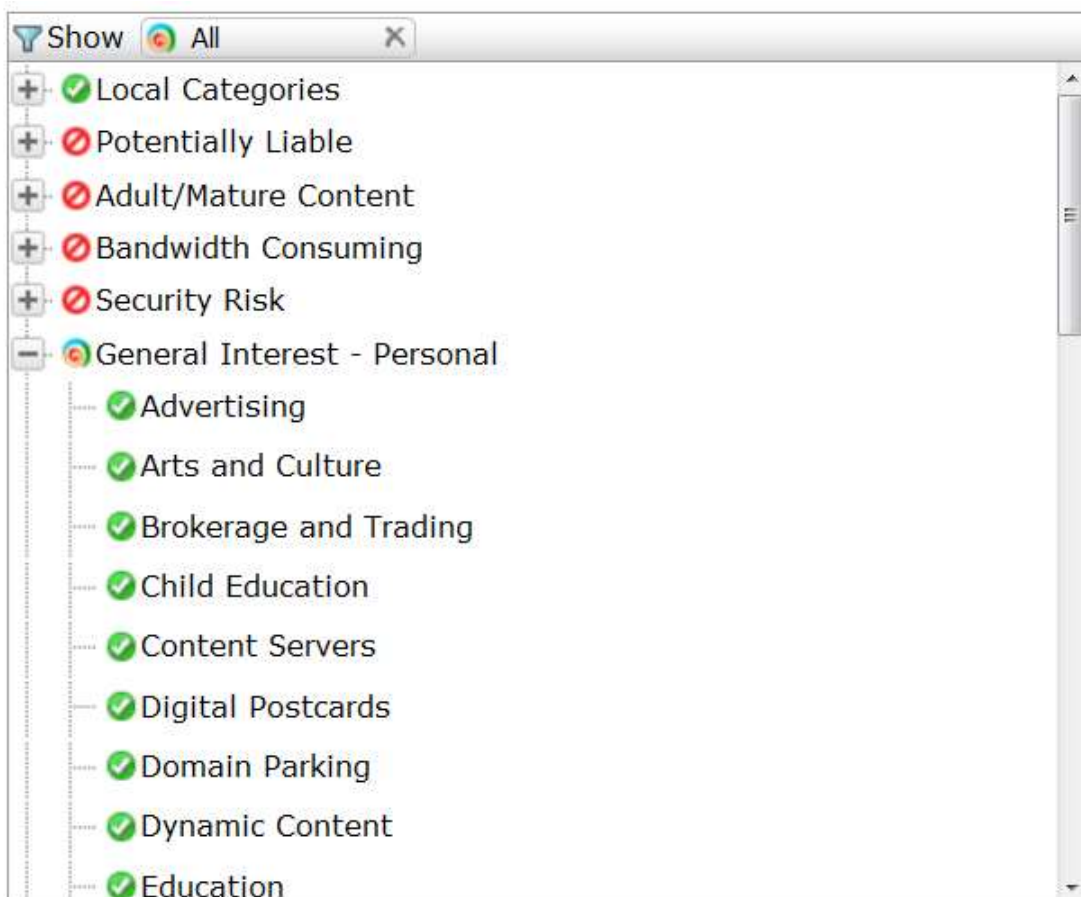 Show All
Local Categories
Potentially Liable
Adult/Mature Content
Bandwidth Consuming
Security Risk
General Interest - Personal
Advertising
Arts and Culture
Brokerage and Trading
Child Education
Content Servers
Digital Postcards
Domain Parking
Dynamic Content
Education